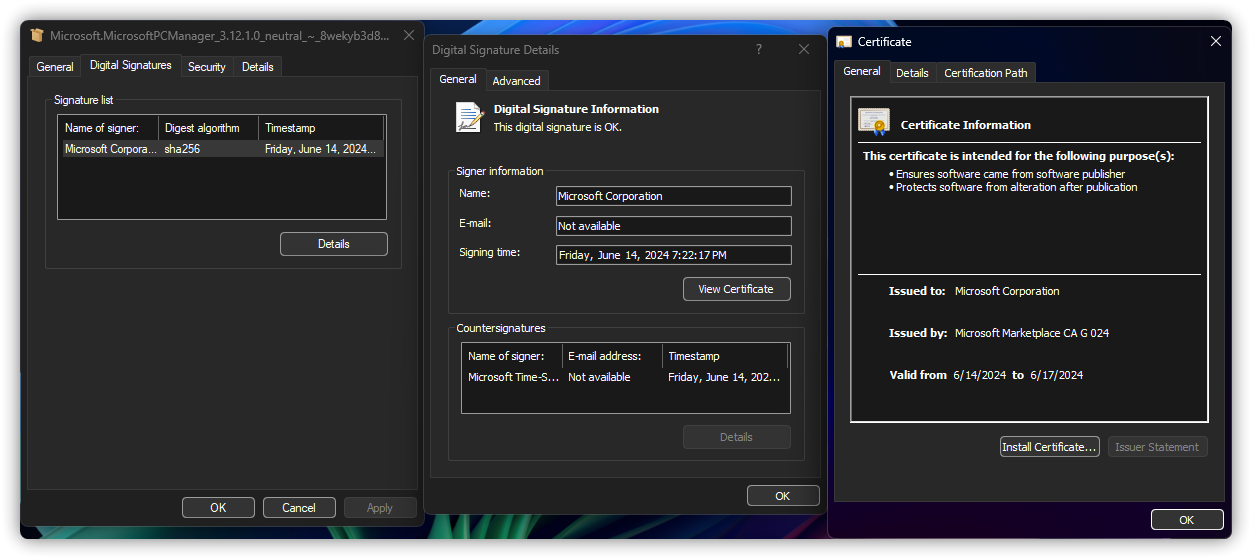 Microsoft.MicrosoftPCManager_3.12.1.0_neutral_~_8wekyb3d8...
General Digital Signatures Security Details
Signature list
Name of signer: Digest algorithm Timestamp
Microsoft Corpora... sha256 Friday, June 14, 2024...
Details
OK Cancel Apply
Digital Signature Details ?
General Advanced
Digital Signature Information
This digital signature is OK.
Signer information
Name: Microsoft Corporation
E-mail: Not available
Signing time: Friday, June 14, 2024 7:22:17 PM
View Certificate
Countersignatures
Name of signer: E-mail address: Timestamp
Microsoft Time-S... Not available Friday, June 14, 202...
Details
OK
Certificate
General Details Certification Path
Certificate Information
This certificate is intended for the following purpose(s):
• Ensures software came from software publisher
• Protects software from alteration after publication
Issued to: Microsoft Corporation
Issued by: Microsoft Marketplace CA G 024
Valid from 6/14/2024 to 6/17/2024
Install Certificate... Issuer Statement
OK